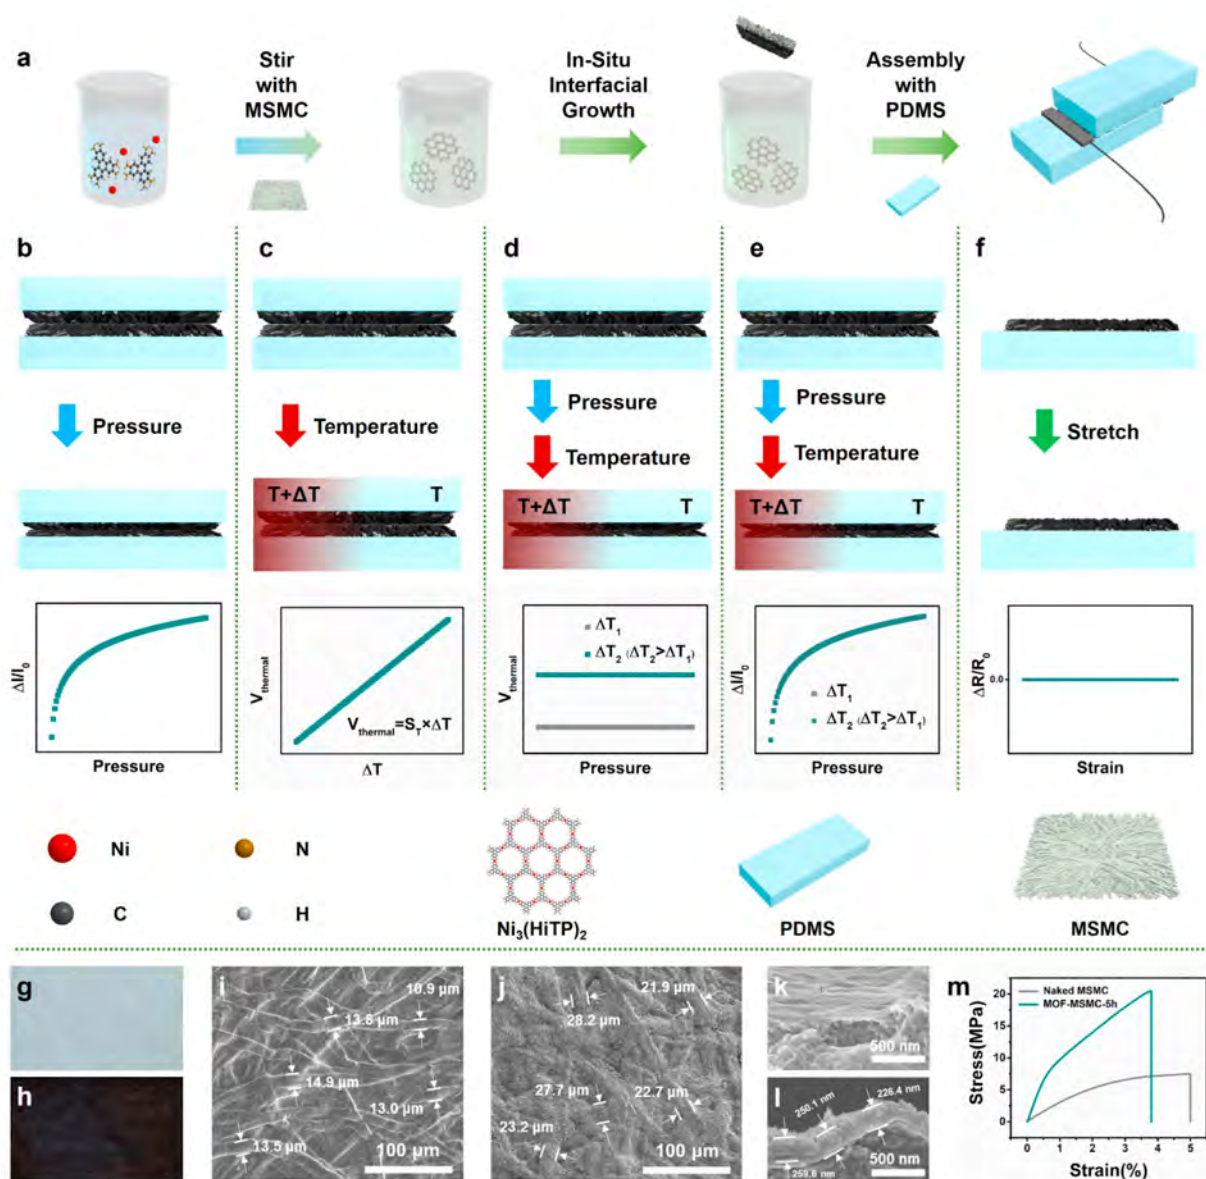 a
Stir
with
MSMC
In-Situ
Interfacial
Growth
Assembly
with
PDMS
b
Pressure
ΔI/I₀
Pressure
c
Temperature
T+ΔT
T
V_thermal
V_thermal=S_T×ΔT
ΔT
d
Pressure
Temperature
T+ΔT
T
ΔT₁
ΔT₂ (ΔT₂>ΔT₁)
V_thermal
Pressure
e
Pressure
Temperature
T+ΔT
T
ΔI/I₀
ΔT₁
ΔT₂ (ΔT₂>ΔT₁)
Pressure
f
Stretch
ΔR/R₀
0.0
Strain
Ni
N
C
H
Ni₃(HiTP)₂
PDMS
MSMC
g
h
i
10.9 µm
13.8 µm
14.9 µm
13.0 µm
13.5 µm
100 µm
j
21.9 µm
28.2 µm
27.7 µm
22.7 µm
23.2 µm
100 µm
k
500 nm
l
250.1 nm
226.4 nm
259.6 nm
500 nm
m
Naked MSMC
MOF-MSMC-5h
Stress(MPa)
20
15
10
5
0
0 1 2 3 4 5
Strain(%)